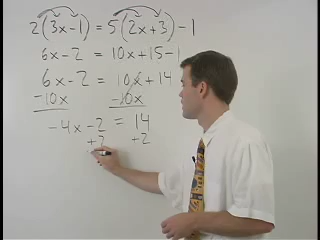 2(3x-1) = 5(2x+3)-1
6x-2 = 10x+15-1
6x-2 = 10x+14
-10x -10x
-4x-2 = 14
+2 +2